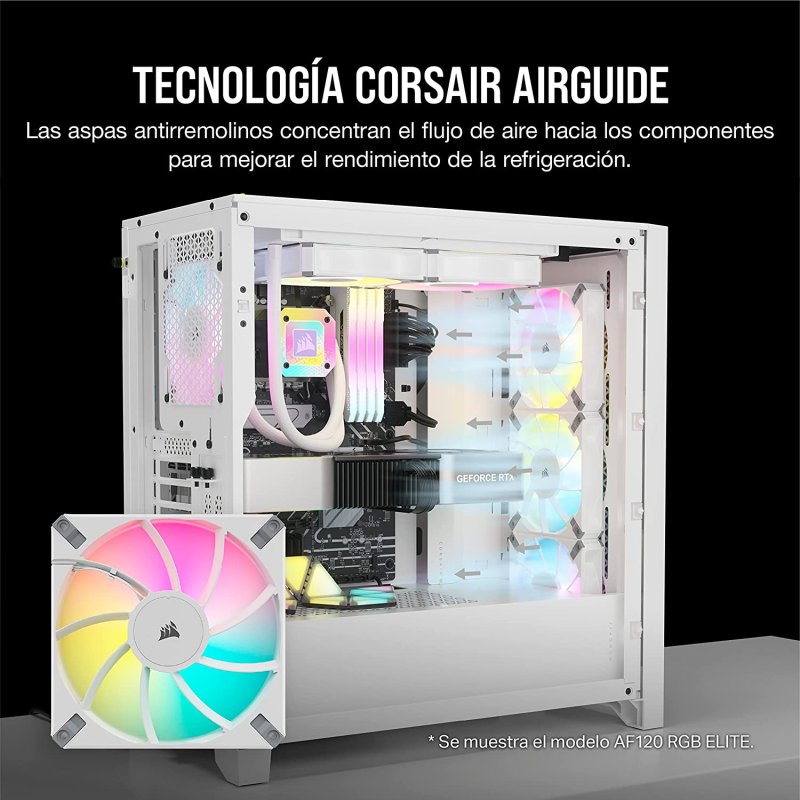 TECNOLOGÍA CORSAIR AIRGUIDE
Las aspas antirremolinos concentran el flujo de aire hacia los componentes
para mejorar el rendimiento de la refrigeración.
GEFORCE RTX
* Se muestra el modelo AF120 RGB ELITE.